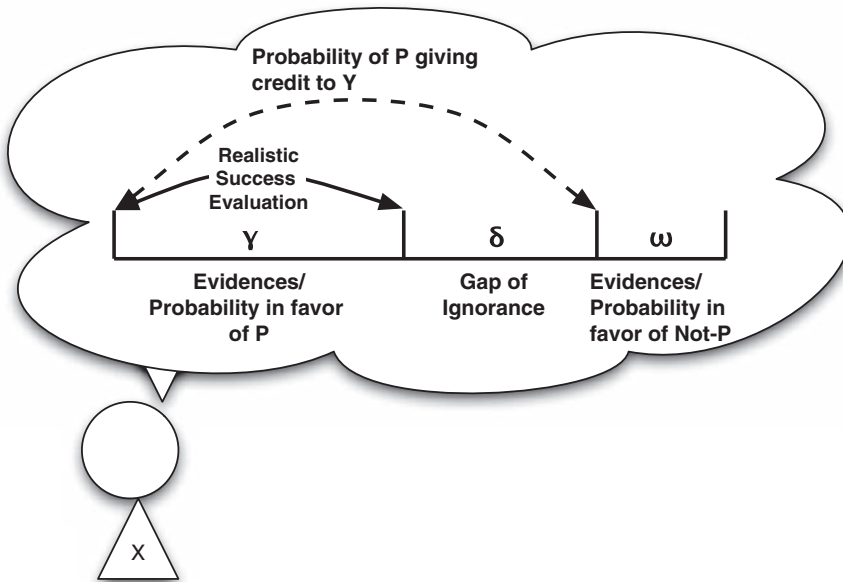 Probability of P giving
credit to Y
Realistic
Success
Evaluation
γ δ ω
Evidences/
Probability in favor
of P
Gap of
Ignorance
Evidences/
Probability in
favor of Not-P
X